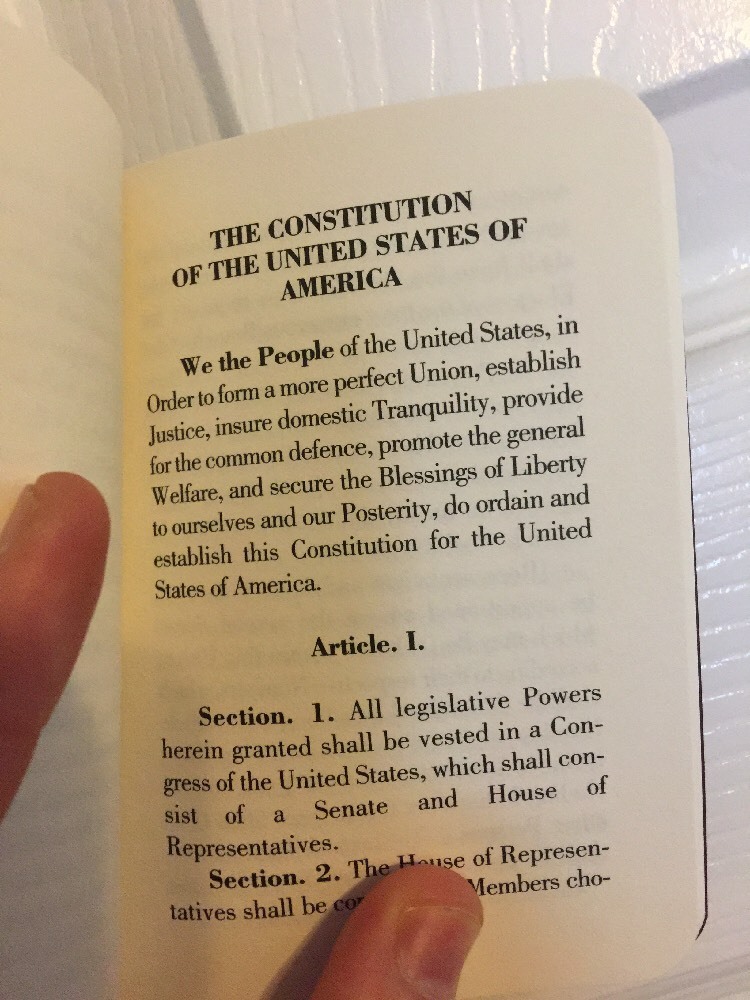 THE CONSTITUTION
OF THE UNITED STATES OF
AMERICA
We the People of the United States, in
Order to form a more perfect Union, establish
Justice, insure domestic Tranquility, provide
for the common defence, promote the general
Welfare, and secure the Blessings of Liberty
to ourselves and our Posterity, do ordain and
establish this Constitution for the United
States of America.
Article. I.
Section. 1. All legislative Powers
herein granted shall be vested in a Con-
gress of the United States, which shall con-
sist of a Senate and House of
Representatives.
Section. 2. The House of Represen-
tatives shall be Members cho-